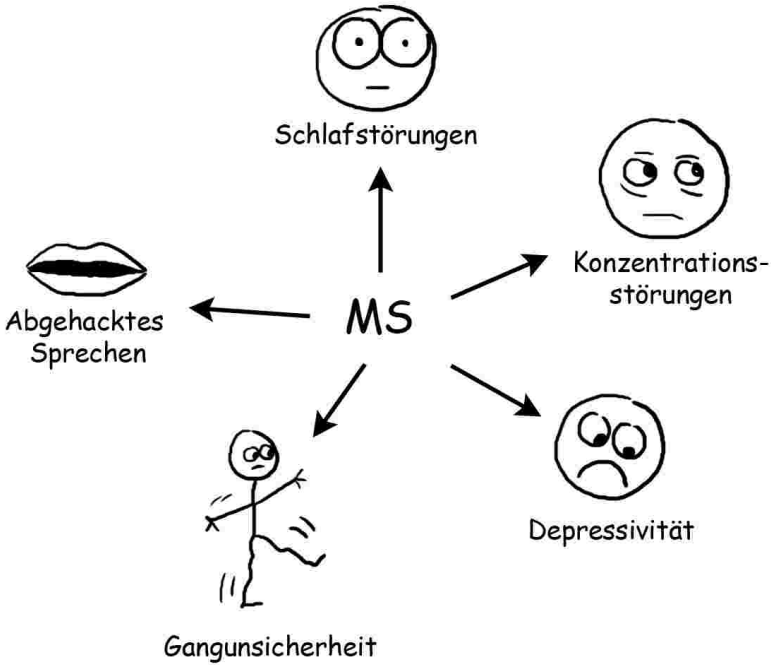 Schlafstörungen
Konzentrations-
störungen
Abgehacktes
Sprechen
MS
Depressivität
Gangunsicherheit